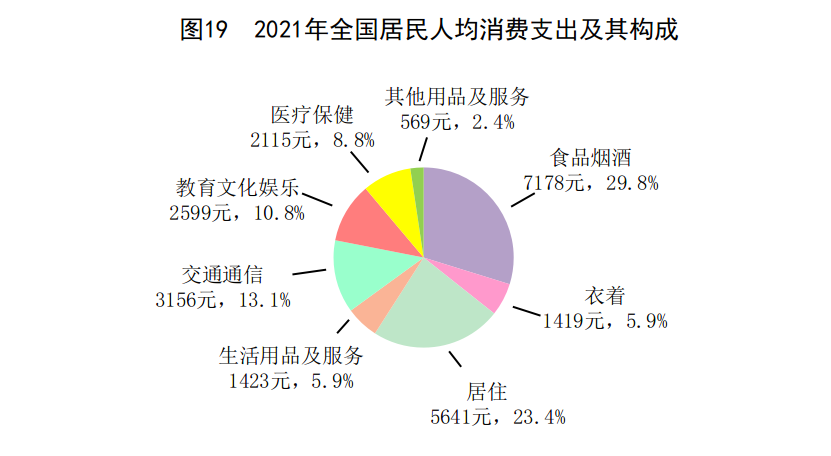 图19　2021年全国居民人均消费支出及其构成
其他用品及服务
569元，2.4%
医疗保健
2115元，8.8%
食品烟酒
7178元，29.8%
教育文化娱乐
2599元，10.8%
交通通信
3156元，13.1%
衣着
1419元，5.9%
生活用品及服务
1423元，5.9%
居住
5641元，23.4%